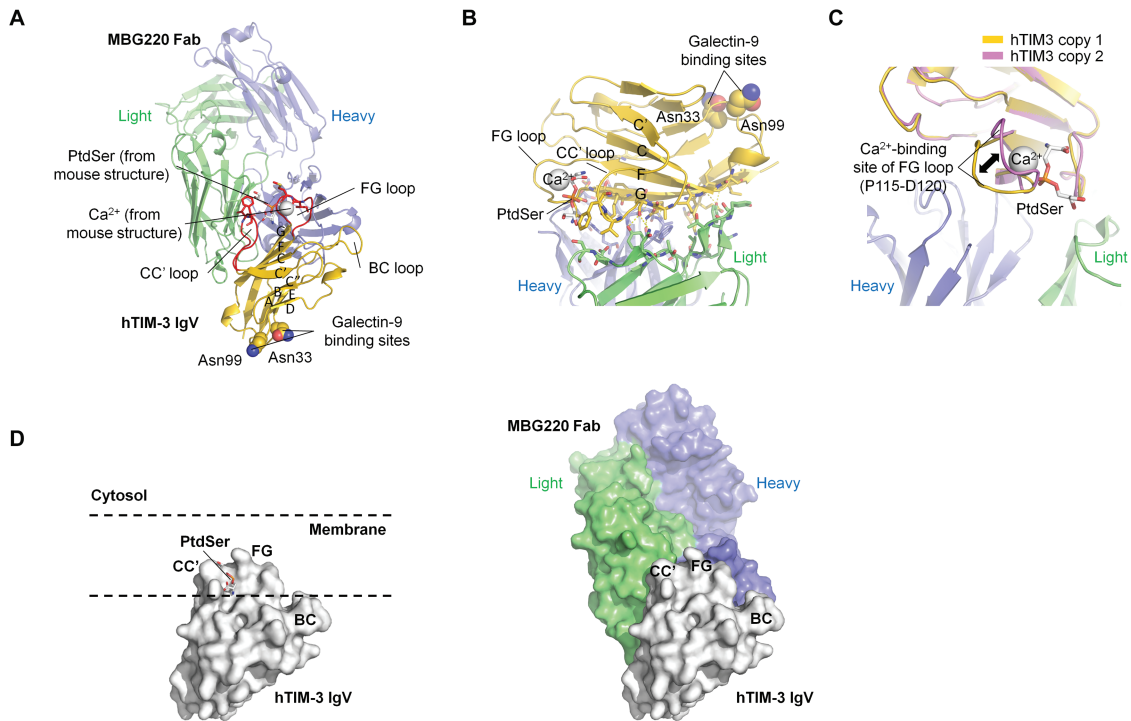 A
MBG220 Fab
Light
Heavy
PtdSer (from
mouse structure)
FG loop
Ca²⁺ (from
mouse structure)
CC' loop
BC loop
G
F
C
C'
C"
A
B
E
D
hTIM-3 IgV
Galectin-9
binding sites
Asn99
Asn33
B
Galectin-9
binding sites
Asn33
Asn99
FG loop
CC' loop
C'
C
F
G
Ca²⁺
PtdSer
Heavy
Light
C
hTIM3 copy 1
hTIM3 copy 2
Ca²⁺-binding
site of FG loop
(P115-D120)
Ca²⁺
PtdSer
Heavy
Light
D
Cytosol
Membrane
PtdSer
FG
CC'
BC
hTIM-3 IgV
MBG220 Fab
Light
Heavy
CC'
FG
BC
hTIM-3 IgV